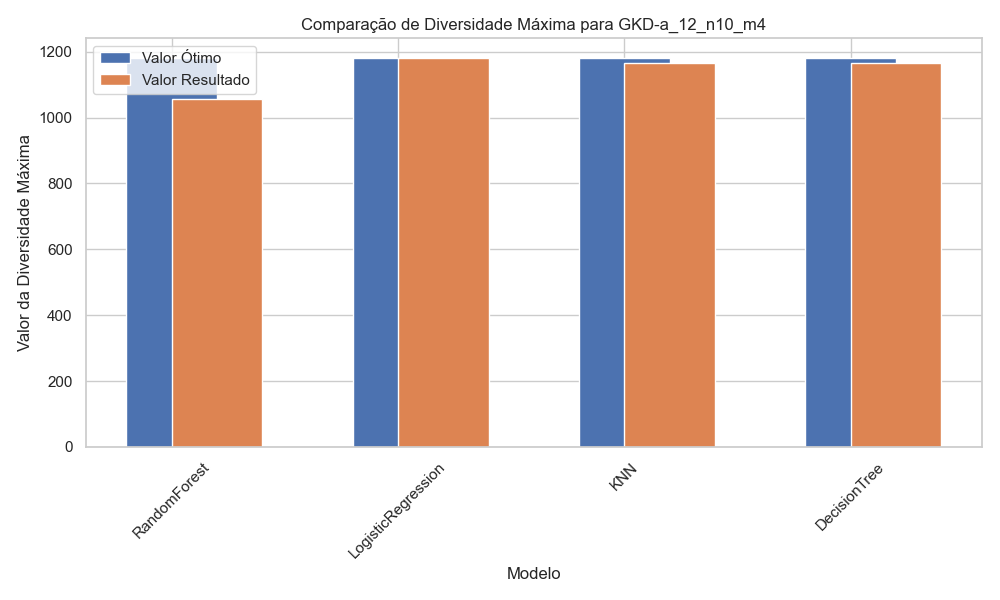 Comparação de Diversidade Máxima para GKD-a_12_n10_m4
Valor Ótimo
Valor Resultado
Valor da Diversidade Máxima
1200
1000
800
600
400
200
0
RandomForest
LogisticRegression
KNN
DecisionTree
Modelo